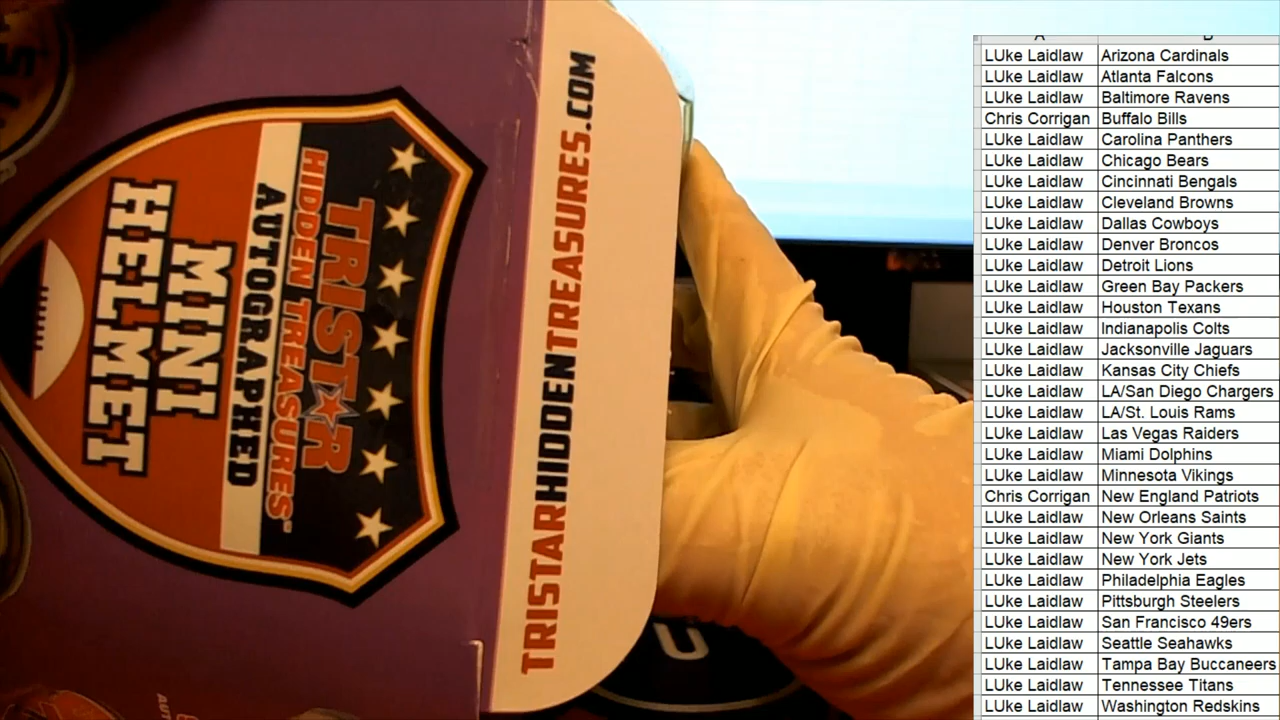 TRISTAR
HIDDEN TREASURES
AUTOGRAPHED
MINI
HELMET
TRISTARHIDDENTREASURES.COM
LUke Laidlaw Arizona Cardinals
LUke Laidlaw Atlanta Falcons
LUke Laidlaw Baltimore Ravens
Chris Corrigan Buffalo Bills
LUke Laidlaw Carolina Panthers
LUke Laidlaw Chicago Bears
LUke Laidlaw Cincinnati Bengals
LUke Laidlaw Cleveland Browns
LUke Laidlaw Dallas Cowboys
LUke Laidlaw Denver Broncos
LUke Laidlaw Detroit Lions
LUke Laidlaw Green Bay Packers
LUke Laidlaw Houston Texans
LUke Laidlaw Indianapolis Colts
LUke Laidlaw Jacksonville Jaguars
LUke Laidlaw Kansas City Chiefs
LUke Laidlaw LA/San Diego Chargers
LUke Laidlaw LA/St. Louis Rams
LUke Laidlaw Las Vegas Raiders
LUke Laidlaw Miami Dolphins
LUke Laidlaw Minnesota Vikings
Chris Corrigan New England Patriots
LUke Laidlaw New Orleans Saints
LUke Laidlaw New York Giants
LUke Laidlaw New York Jets
LUke Laidlaw Philadelphia Eagles
LUke Laidlaw Pittsburgh Steelers
LUke Laidlaw San Francisco 49ers
LUke Laidlaw Seattle Seahawks
LUke Laidlaw Tampa Bay Buccaneers
LUke Laidlaw Tennessee Titans
LUke Laidlaw Washington Redskins